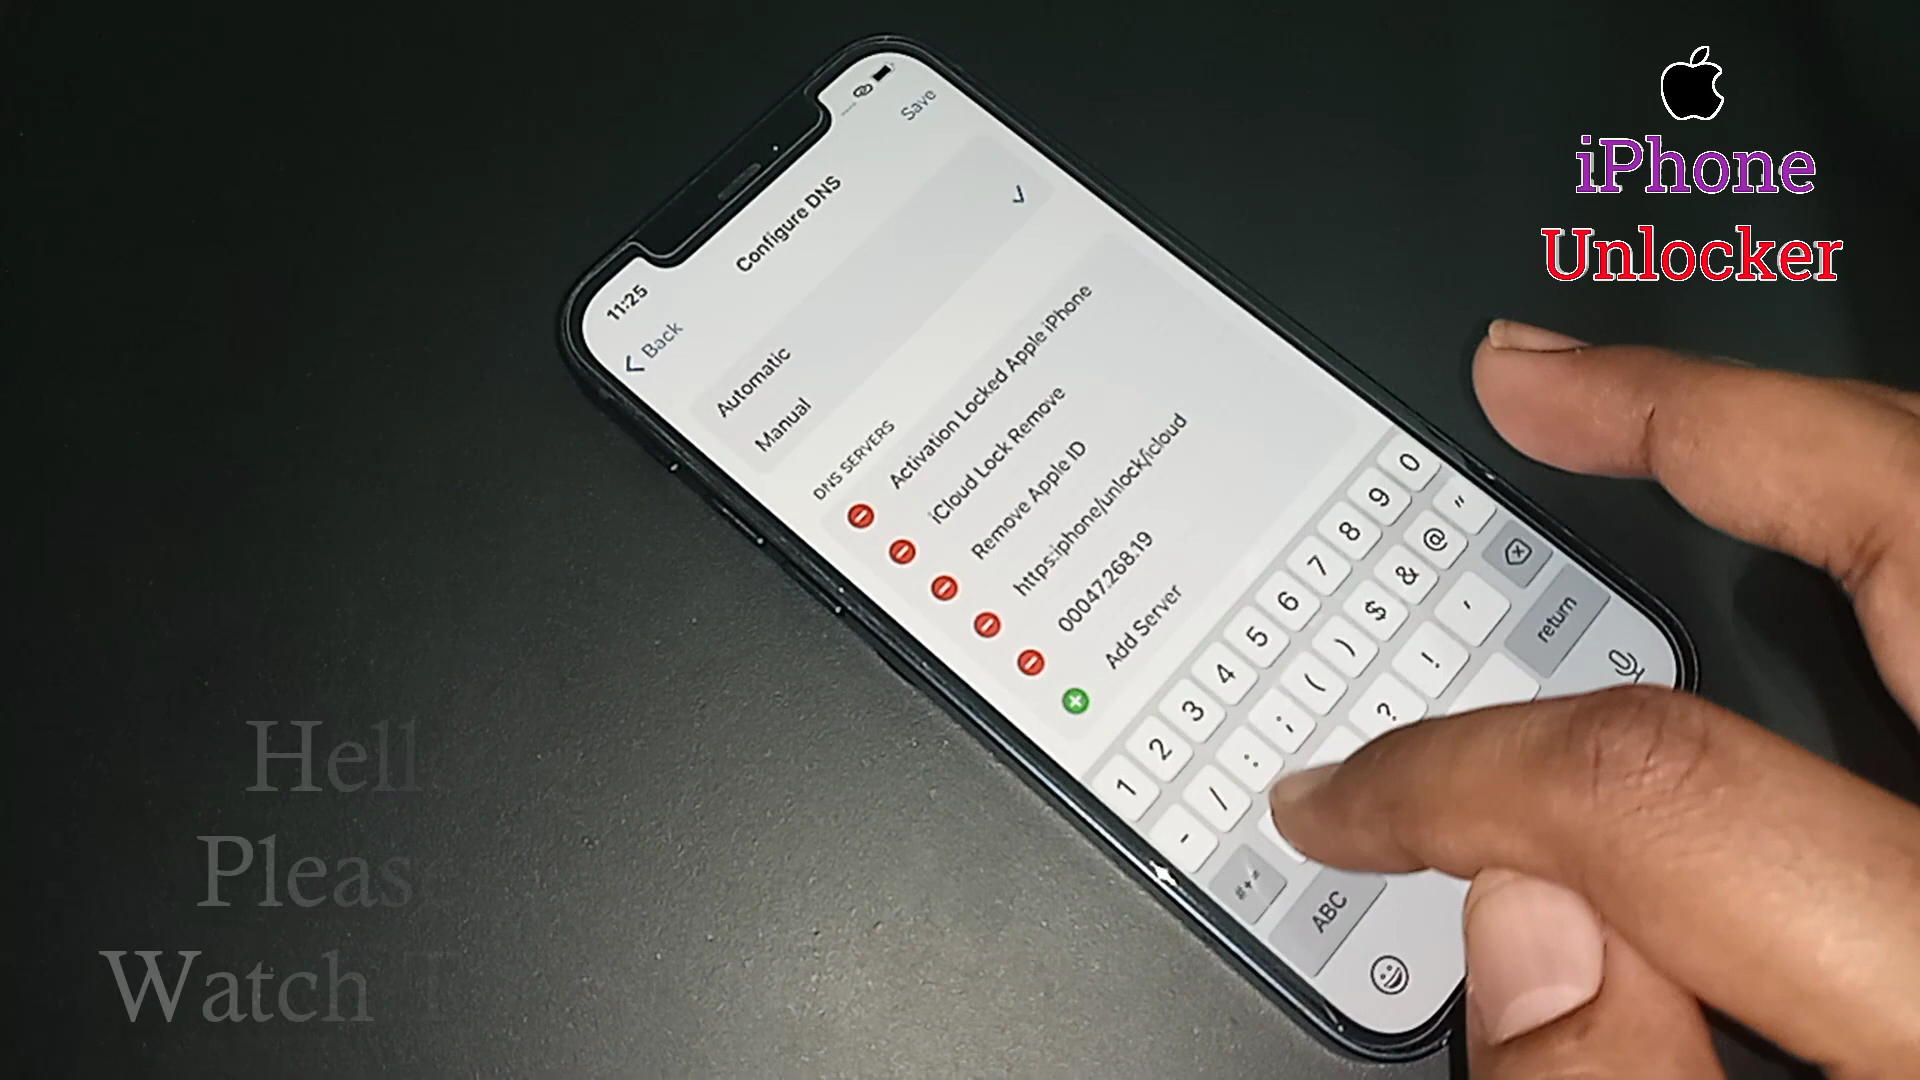 iPhone
Unlocker
11:25
Save
Back
Configure DNS
Automatic
Manual
DNS SERVERS
Activation Locked Apple iPhone
iCloud Lock Remove
Remove Apple ID
https:iphone/unlock/icloud
00047.268.19
Add Server
1 2 3 4 5 6 7 8 9 0
- / : ; ( ) $ & @ "
#+= ? ! '
ABC return
Hell
Pleas
Watch T